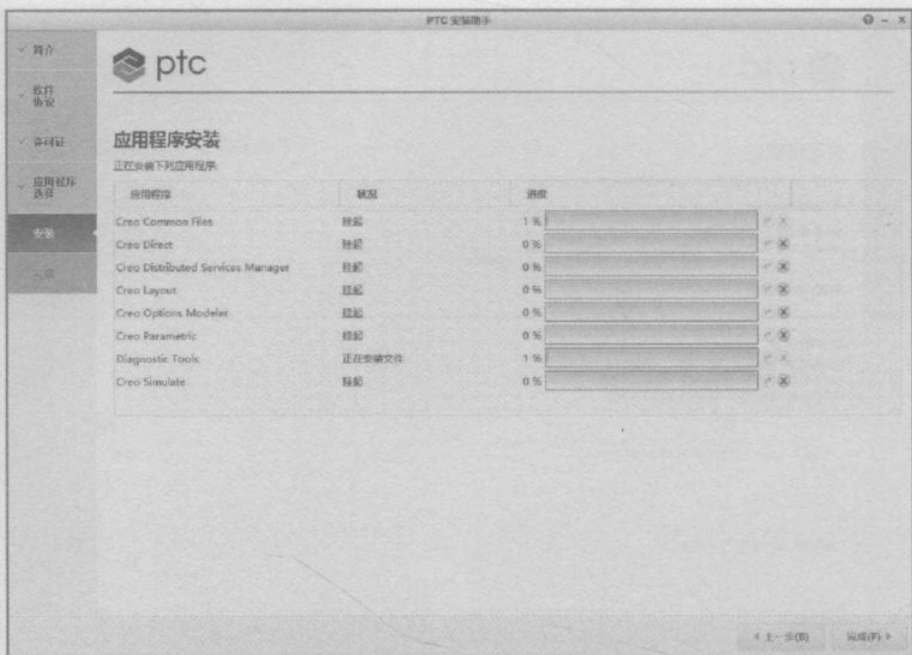 PTC 安装助手
简介
ptc
软件
协议
许可证
应用程序
选择
安装
完成
应用程序安装
正在安装下列应用程序:
应用程序 状况 进度
Creo Common Files 挂起 1 %
Creo Direct 挂起 0 %
Creo Distributed Services Manager 挂起 0 %
Creo Layout 挂起 0 %
Creo Options Modeler 挂起 0 %
Creo Parametric 挂起 0 %
Diagnostic Tools 正在安装文件 1 %
Creo Simulate 挂起 0 %
上一步(B) 完成(F)